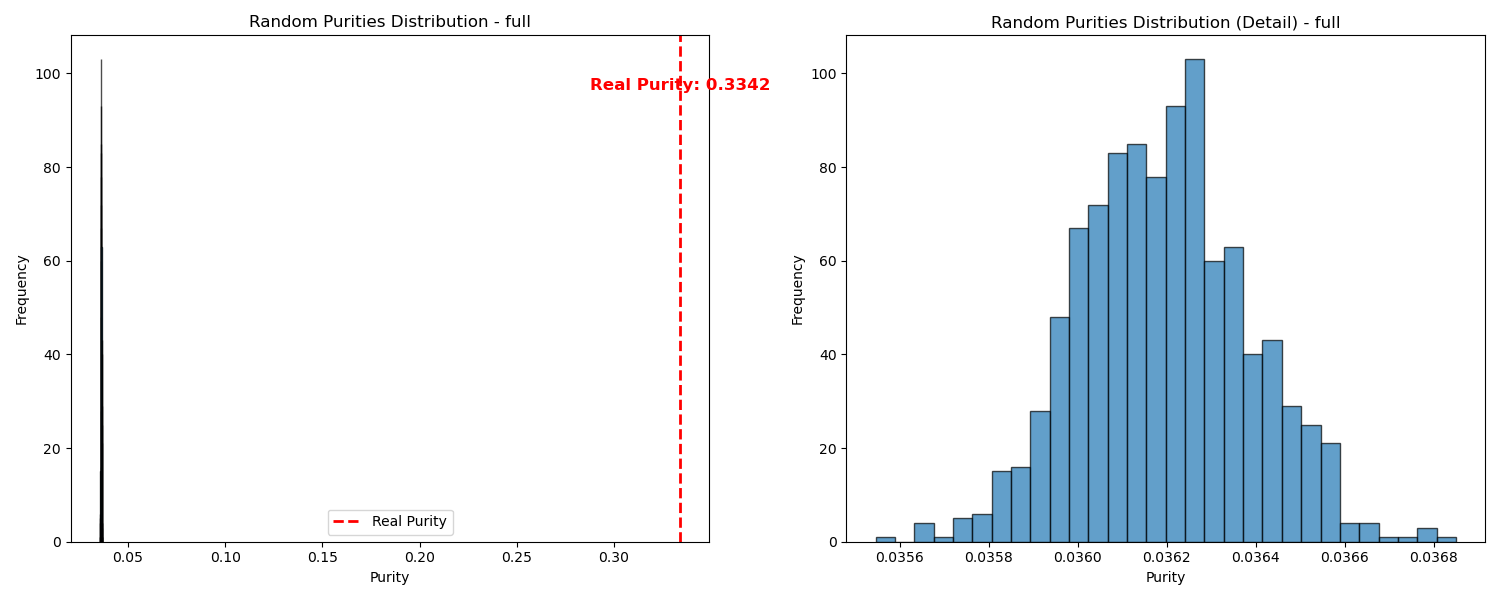 Random Purities Distribution - full
Frequency
100
80
60
40
20
0
Real Purity: 0.3342
Real Purity
0.05 0.10 0.15 0.20 0.25 0.30
Purity
Random Purities Distribution (Detail) - full
Frequency
100
80
60
40
20
0
0.0356 0.0358 0.0360 0.0362 0.0364 0.0366 0.0368
Purity